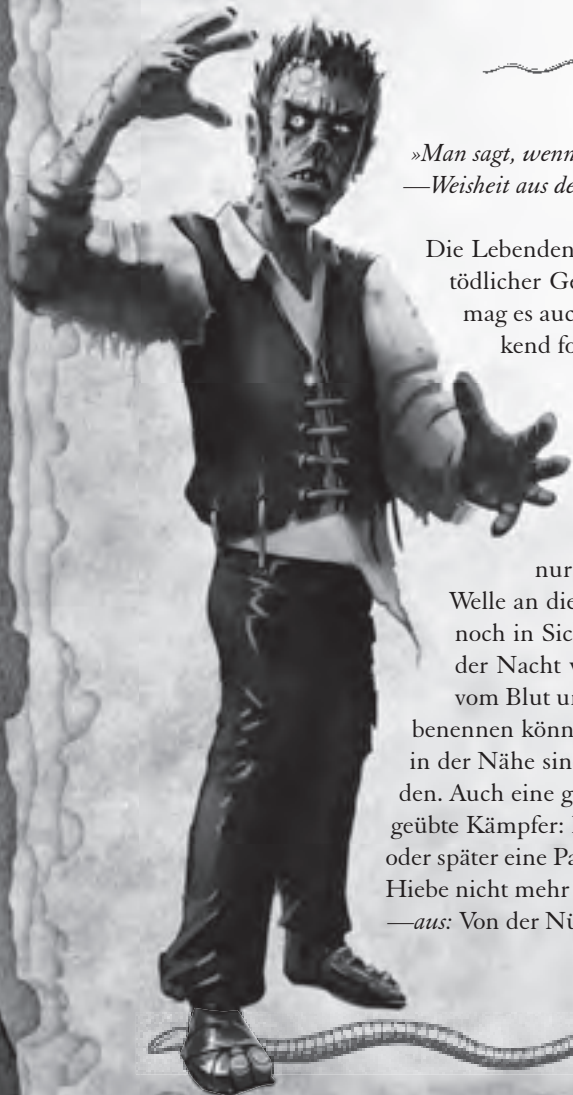 »Man sagt, wenn
—Weisheit aus de
Die Lebenden
tödlicher Ge
mag es auch
kend fo
nur
Welle an die
noch in Sic
der Nacht v
vom Blut u
benennen könn
in der Nähe sin
den. Auch eine g
geübte Kämpfer:
oder später eine Pa
Hiebe nicht mehr
—aus: Von der Nü